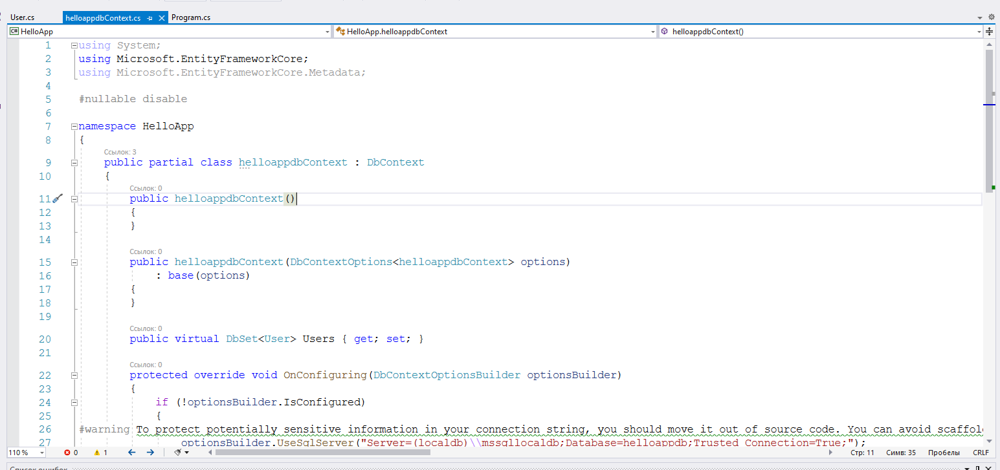 User.cs helloappdbContext.cs Program.cs
C# HelloApp HelloApp.helloappdbContext helloappdbContext()
1 using System;
2 using Microsoft.EntityFrameworkCore;
3 using Microsoft.EntityFrameworkCore.Metadata;
4
5 #nullable disable
6
7 namespace HelloApp
8 {
Ссылок: 3
9 public partial class helloappdbContext : DbContext
10 {
Ссылок: 0
11 public helloappdbContext()
12 {
13 }
14
Ссылок: 0
15 public helloappdbContext(DbContextOptions<helloappdbContext> options)
16 : base(options)
17 {
18 }
19
Ссылок: 0
20 public virtual DbSet<User> Users { get; set; }
21
Ссылок: 0
22 protected override void OnConfiguring(DbContextOptionsBuilder optionsBuilder)
23 {
24 if (!optionsBuilder.IsConfigured)
25 {
26 #warning To protect potentially sensitive information in your connection string, you should move it out of source code. You can avoid scaffol
27 optionsBuilder.UseSqlServer("Server=(localdb)\\mssqllocaldb;Database=helloappdb;Trusted_Connection=True;");
110 % 0 1 Стр: 11 Симв: 35 Пробелы CRLF
Список ошибок